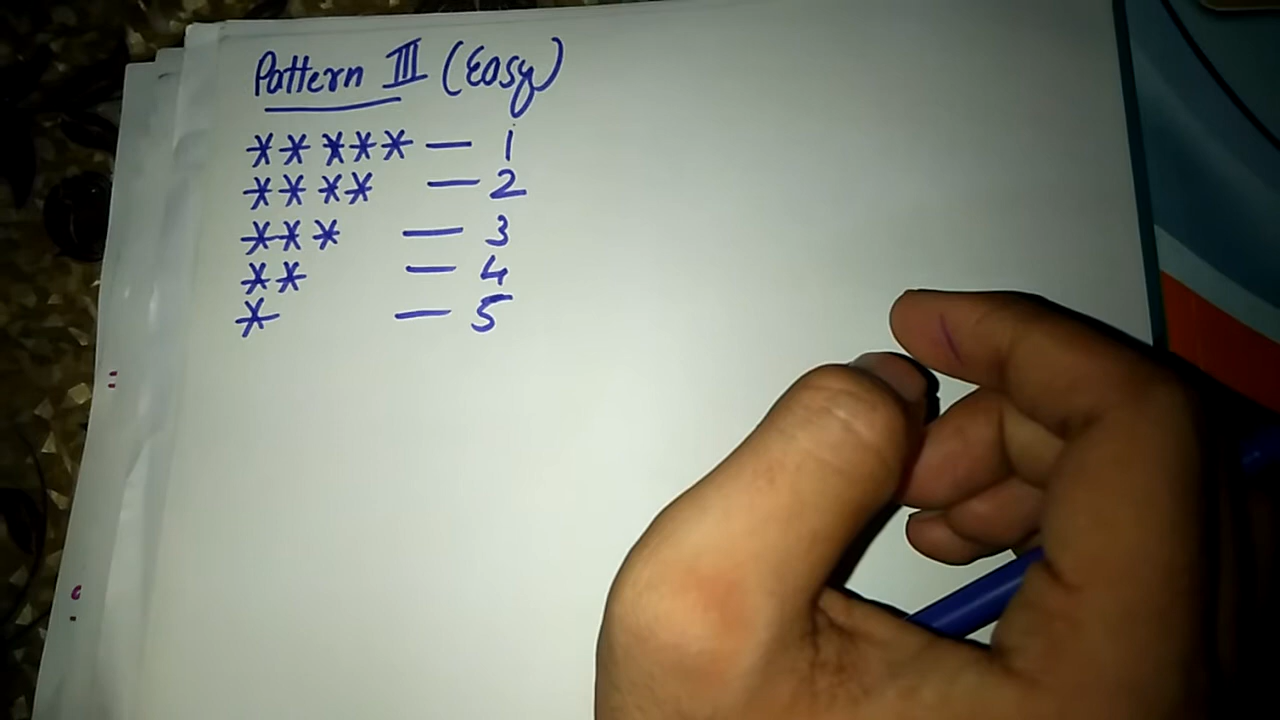 Pattern III (Easy)
***** — 1
**** — 2
*** — 3
** — 4
* — 5